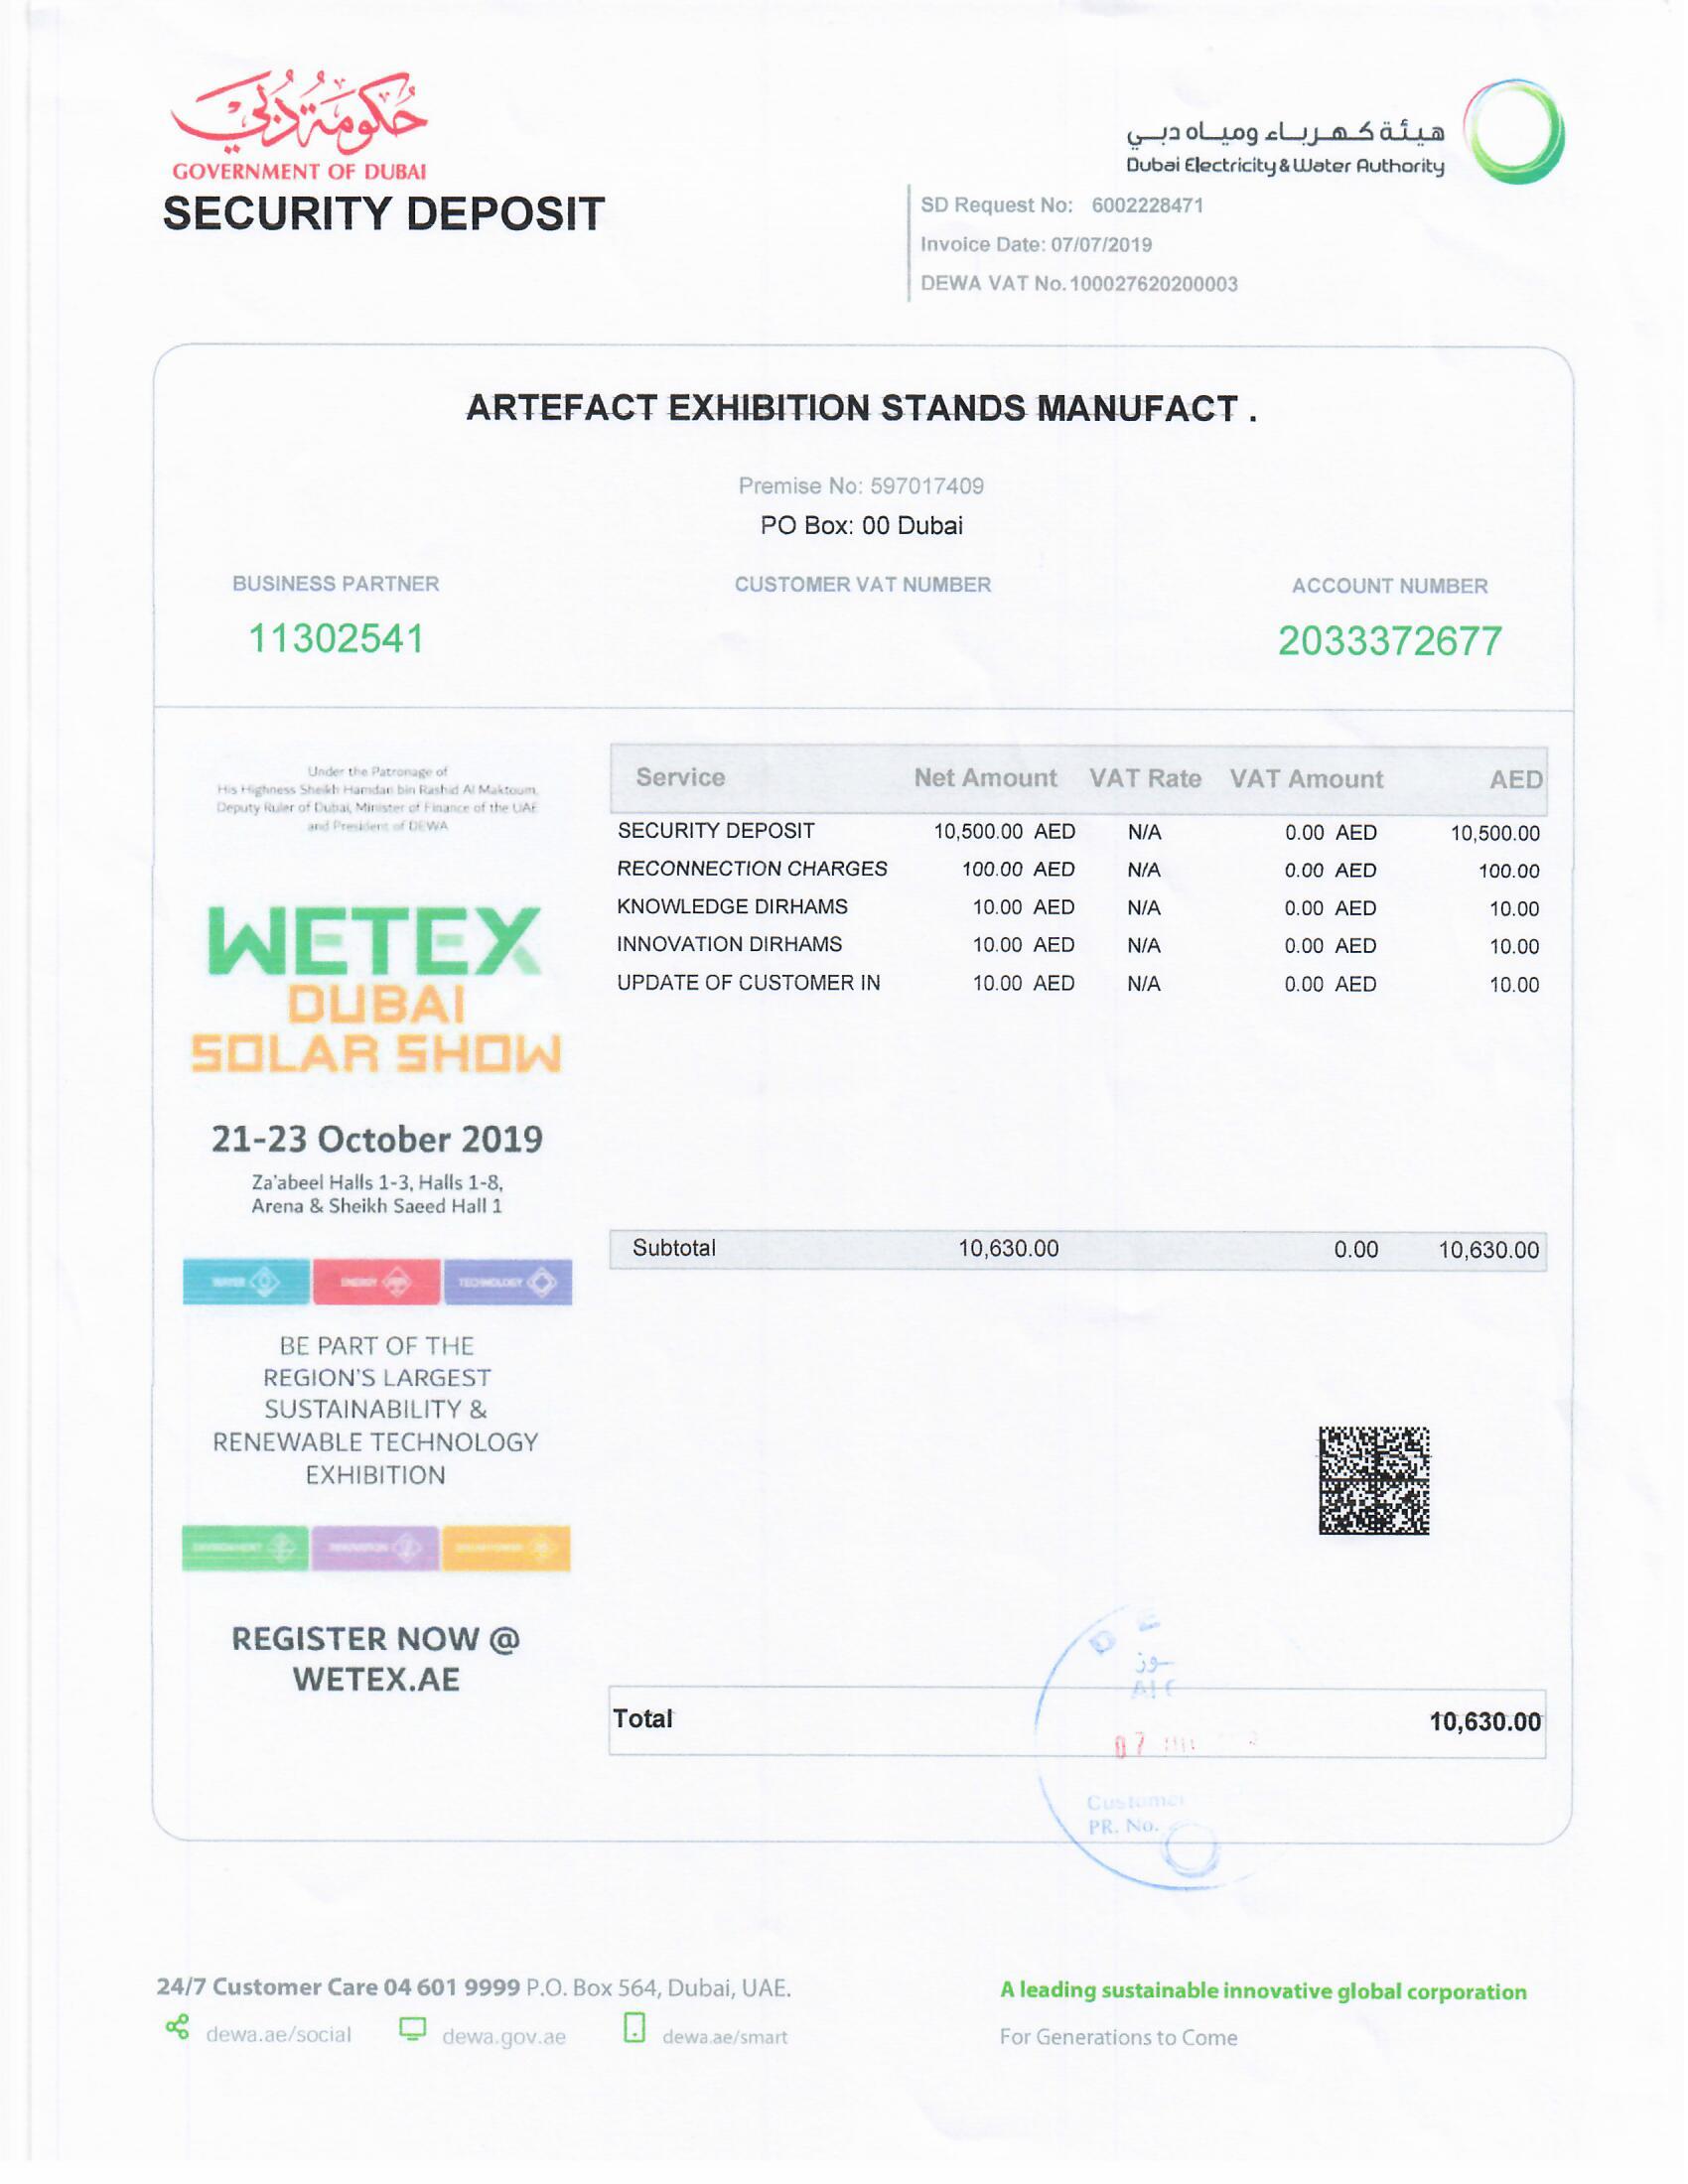 حكومة دبي
GOVERNMENT OF DUBAI
هيئة كهرباء ومياه دبي
Dubai Electricity & Water Authority
SECURITY DEPOSIT
SD Request No: 6002228471
Invoice Date: 07/07/2019
DEWA VAT No. 100027620200003
ARTEFACT EXHIBITION STANDS MANUFACT .
Premise No: 597017409
PO Box: 00 Dubai
BUSINESS PARTNER CUSTOMER VAT NUMBER ACCOUNT NUMBER
11302541 2033372677
Under the Patronage of
His Highness Sheikh Hamdan bin Rashid Al Maktoum,
Deputy Ruler of Dubai, Minister of Finance of the UAE
and President of DEWA
WETEX
DUBAI
SOLAR SHOW
21-23 October 2019
Za'abeel Halls 1-3, Halls 1-8,
Arena & Sheikh Saeed Hall 1
WATER ENERGY TECHNOLOGY
BE PART OF THE
REGION'S LARGEST
SUSTAINABILITY &
RENEWABLE TECHNOLOGY
EXHIBITION
ENVIRONMENT INNOVATION
REGISTER NOW @
WETEX.AE
Service Net Amount VAT Rate VAT Amount AED
SECURITY DEPOSIT 10,500.00 AED N/A 0.00 AED 10,500.00
RECONNECTION CHARGES 100.00 AED N/A 0.00 AED 100.00
KNOWLEDGE DIRHAMS 10.00 AED N/A 0.00 AED 10.00
INNOVATION DIRHAMS 10.00 AED N/A 0.00 AED 10.00
UPDATE OF CUSTOMER IN 10.00 AED N/A 0.00 AED 10.00
Subtotal 10,630.00 0.00 10,630.00
D E
Total 10,630.00
07
Customer
PR. No.
24/7 Customer Care 04 601 9999 P.O. Box 564, Dubai, UAE.
dewa.ae/social dewa.gov.ae dewa.ae/smart
A leading sustainable innovative global corporation
For Generations to Come